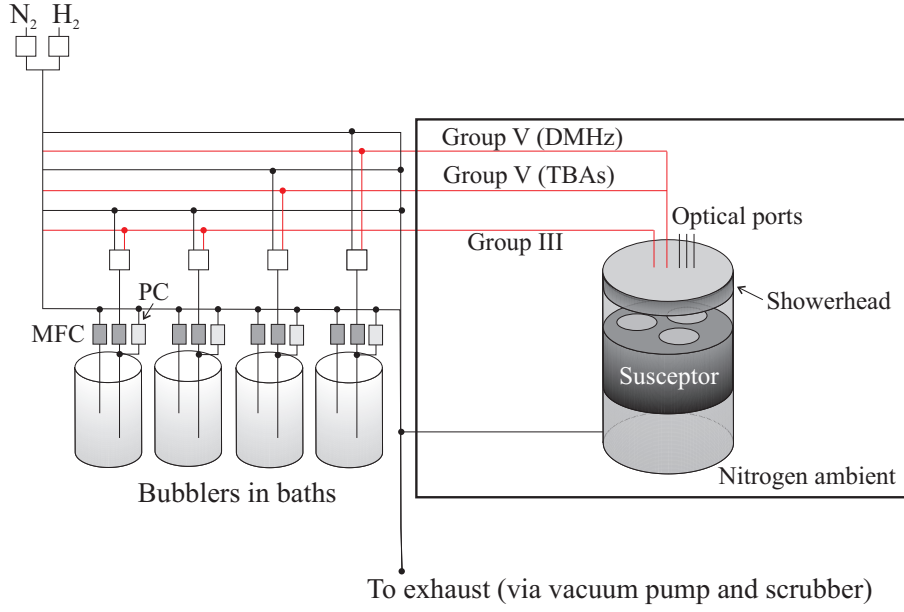 N₂ H₂
Group V (DMHz)
Group V (TBAs)
Optical ports
Group III
PC
Showerhead
MFC
Susceptor
Nitrogen ambient
Bubblers in baths
To exhaust (via vacuum pump and scrubber)